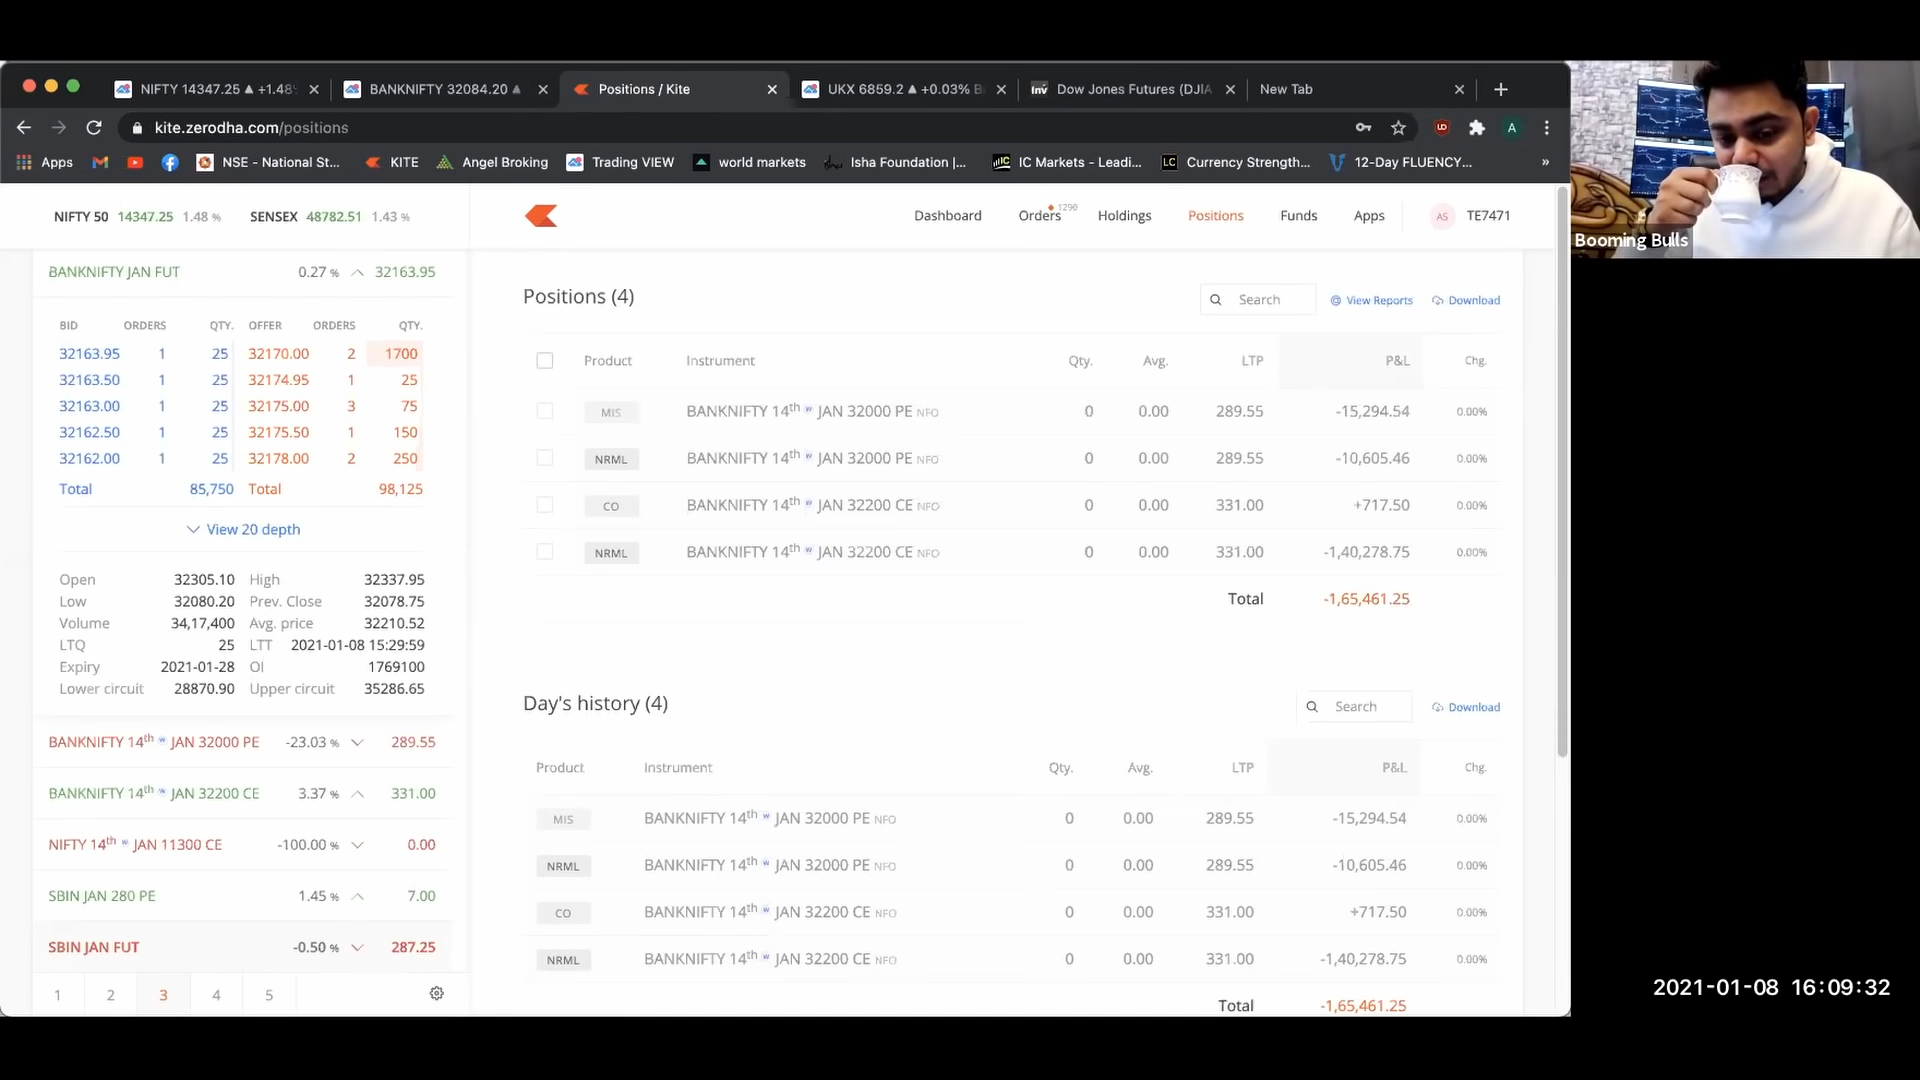 NIFTY 14347.25 ▲ +1.48%
BANKNIFTY 32084.20 ▲
Positions / Kite
UKX 6859.2 ▲ +0.03%
Dow Jones Futures (DJIA
New Tab
kite.zerodha.com/positions
Apps
NSE - National St...
KITE
Angel Broking
Trading VIEW
world markets
Isha Foundation |...
IC Markets - Leadi...
Currency Strength...
12-Day FLUENCY...
»
NIFTY 50 14347.25 1.48 % SENSEX 48782.51 1.43 %
Dashboard Orders 1290 Holdings Positions Funds Apps AS TE7471
BANKNIFTY JAN FUT 0.27 % 32163.95
BID ORDERS QTY. OFFER ORDERS QTY.
32163.95 1 25 32170.00 2 1700
32163.50 1 25 32174.95 1 25
32163.00 1 25 32175.00 3 75
32162.50 1 25 32175.50 1 150
32162.00 1 25 32178.00 2 250
Total 85,750 Total 98,125
View 20 depth
Open 32305.10 High 32337.95
Low 32080.20 Prev. Close 32078.75
Volume 34,17,400 Avg. price 32210.52
LTQ 25 LTT 2021-01-08 15:29:59
Expiry 2021-01-28 OI 1769100
Lower circuit 28870.90 Upper circuit 35286.65
BANKNIFTY 14th w JAN 32000 PE -23.03 % 289.55
BANKNIFTY 14th w JAN 32200 CE 3.37 % 331.00
NIFTY 14th w JAN 11300 CE -100.00 % 0.00
SBIN JAN 280 PE 1.45 % 7.00
SBIN JAN FUT -0.50 % 287.25
1 2 3 4 5
Positions (4)
Search View Reports Download
Product Instrument Qty. Avg. LTP P&L Chg.
MIS BANKNIFTY 14th w JAN 32000 PE NFO 0 0.00 289.55 -15,294.54 0.00%
NRML BANKNIFTY 14th w JAN 32000 PE NFO 0 0.00 289.55 -10,605.46 0.00%
CO BANKNIFTY 14th w JAN 32200 CE NFO 0 0.00 331.00 +717.50 0.00%
NRML BANKNIFTY 14th w JAN 32200 CE NFO 0 0.00 331.00 -1,40,278.75 0.00%
Total -1,65,461.25
Day's history (4)
Search Download
Product Instrument Qty. Avg. LTP P&L Chg.
MIS BANKNIFTY 14th w JAN 32000 PE NFO 0 0.00 289.55 -15,294.54 0.00%
NRML BANKNIFTY 14th w JAN 32000 PE NFO 0 0.00 289.55 -10,605.46 0.00%
CO BANKNIFTY 14th w JAN 32200 CE NFO 0 0.00 331.00 +717.50 0.00%
NRML BANKNIFTY 14th w JAN 32200 CE NFO 0 0.00 331.00 -1,40,278.75 0.00%
Total -1,65,461.25
Booming Bulls
2021-01-08 16:09:32